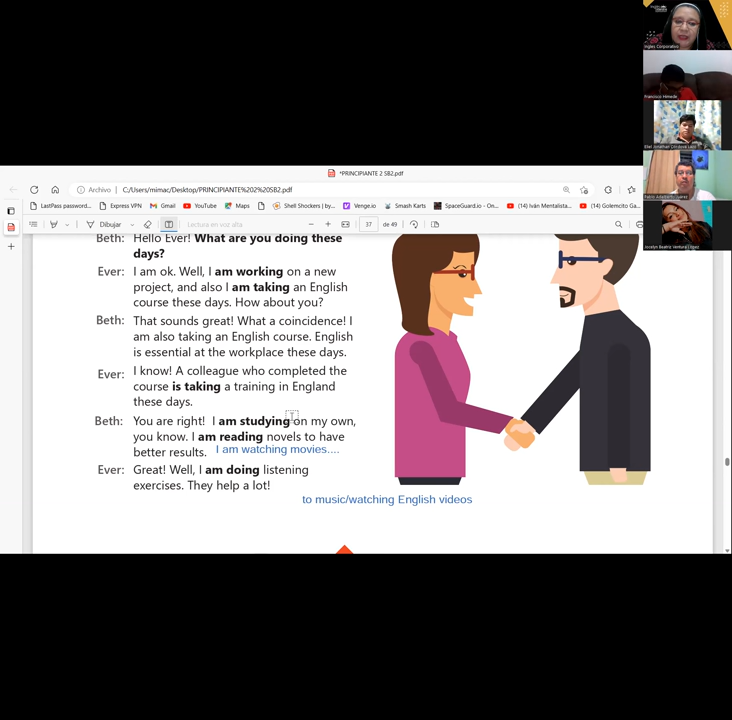 Inglés Corporativo
Francisco Himede
*PRINCIPIANTE 2 SB2.pdf
Archivo | C:/Users/mimac/Desktop/PRINCIPIANTE%202%20SB2.pdf
LastPass password... Express VPN Gmail YouTube Maps Shell Shockers | by... Venge.io Smash Karts SpaceGuard.io - On... (14) Iván Mentalista... (14) Golemcito Ga...
Dibujar Lectura en voz alta 37 de 49
Beth: Hello Ever! What are you doing these
days?
Ever: I am ok. Well, I am working on a new
project, and also I am taking an English
course these days. How about you?
Beth: That sounds great! What a coincidence! I
am also taking an English course. English
is essential at the workplace these days.
Ever: I know! A colleague who completed the
course is taking a training in England
these days.
Beth: You are right! I am studying on my own,
you know. I am reading novels to have
better results. I am watching movies....
Ever: Great! Well, I am doing listening
exercises. They help a lot!
to music/watching English videos
Jocelyn Beatriz Ventura Lopez